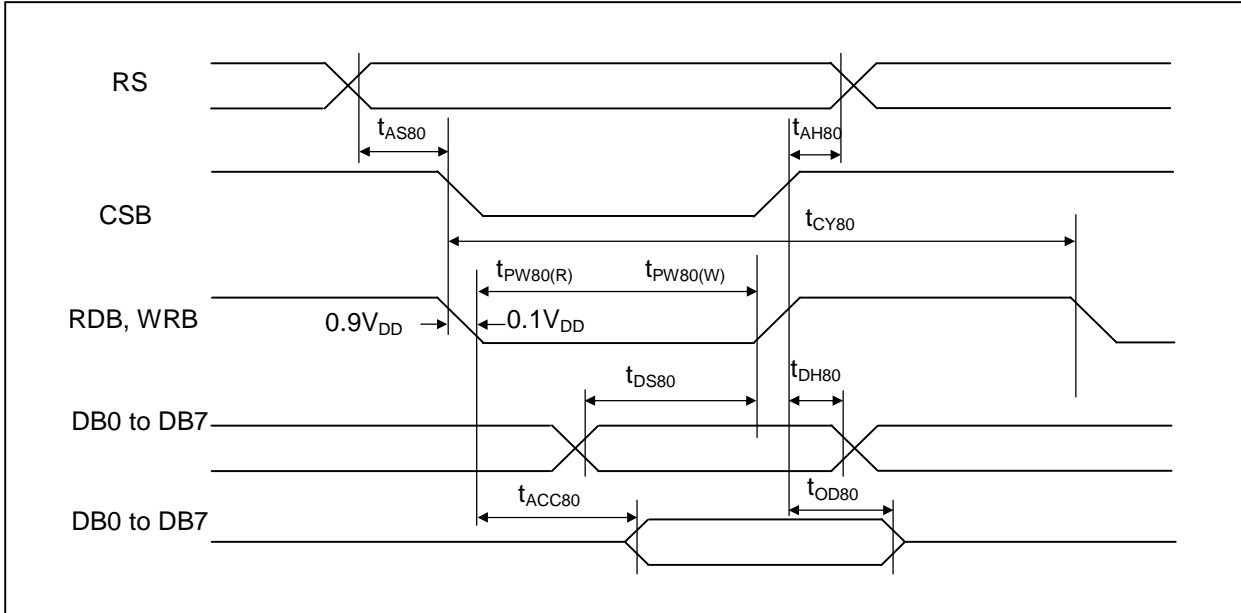 RS
tAS80
tAH80
CSB
tCY80
tPW80(R) tPW80(W)
RDB, WRB
0.9VDD 0.1VDD
tDS80
tDH80
DB0 to DB7
tACC80
tOD80
DB0 to DB7